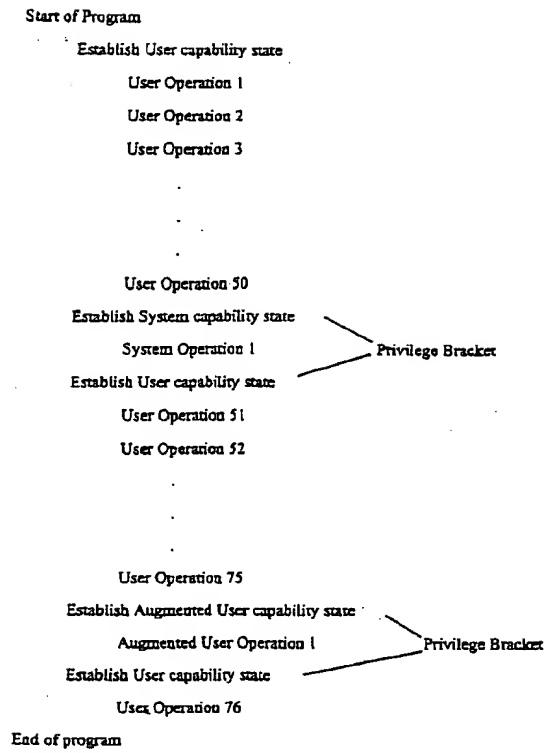 Start of Program
Establish User capability state
User Operation 1
User Operation 2
User Operation 3
.
.
.
User Operation 50
Establish System capability state
System Operation 1
Privilege Bracket
Establish User capability state
User Operation 51
User Operation 52
.
.
.
User Operation 75
Establish Augmented User capability state
Augmented User Operation 1
Privilege Bracket
Establish User capability state
User Operation 76
End of program